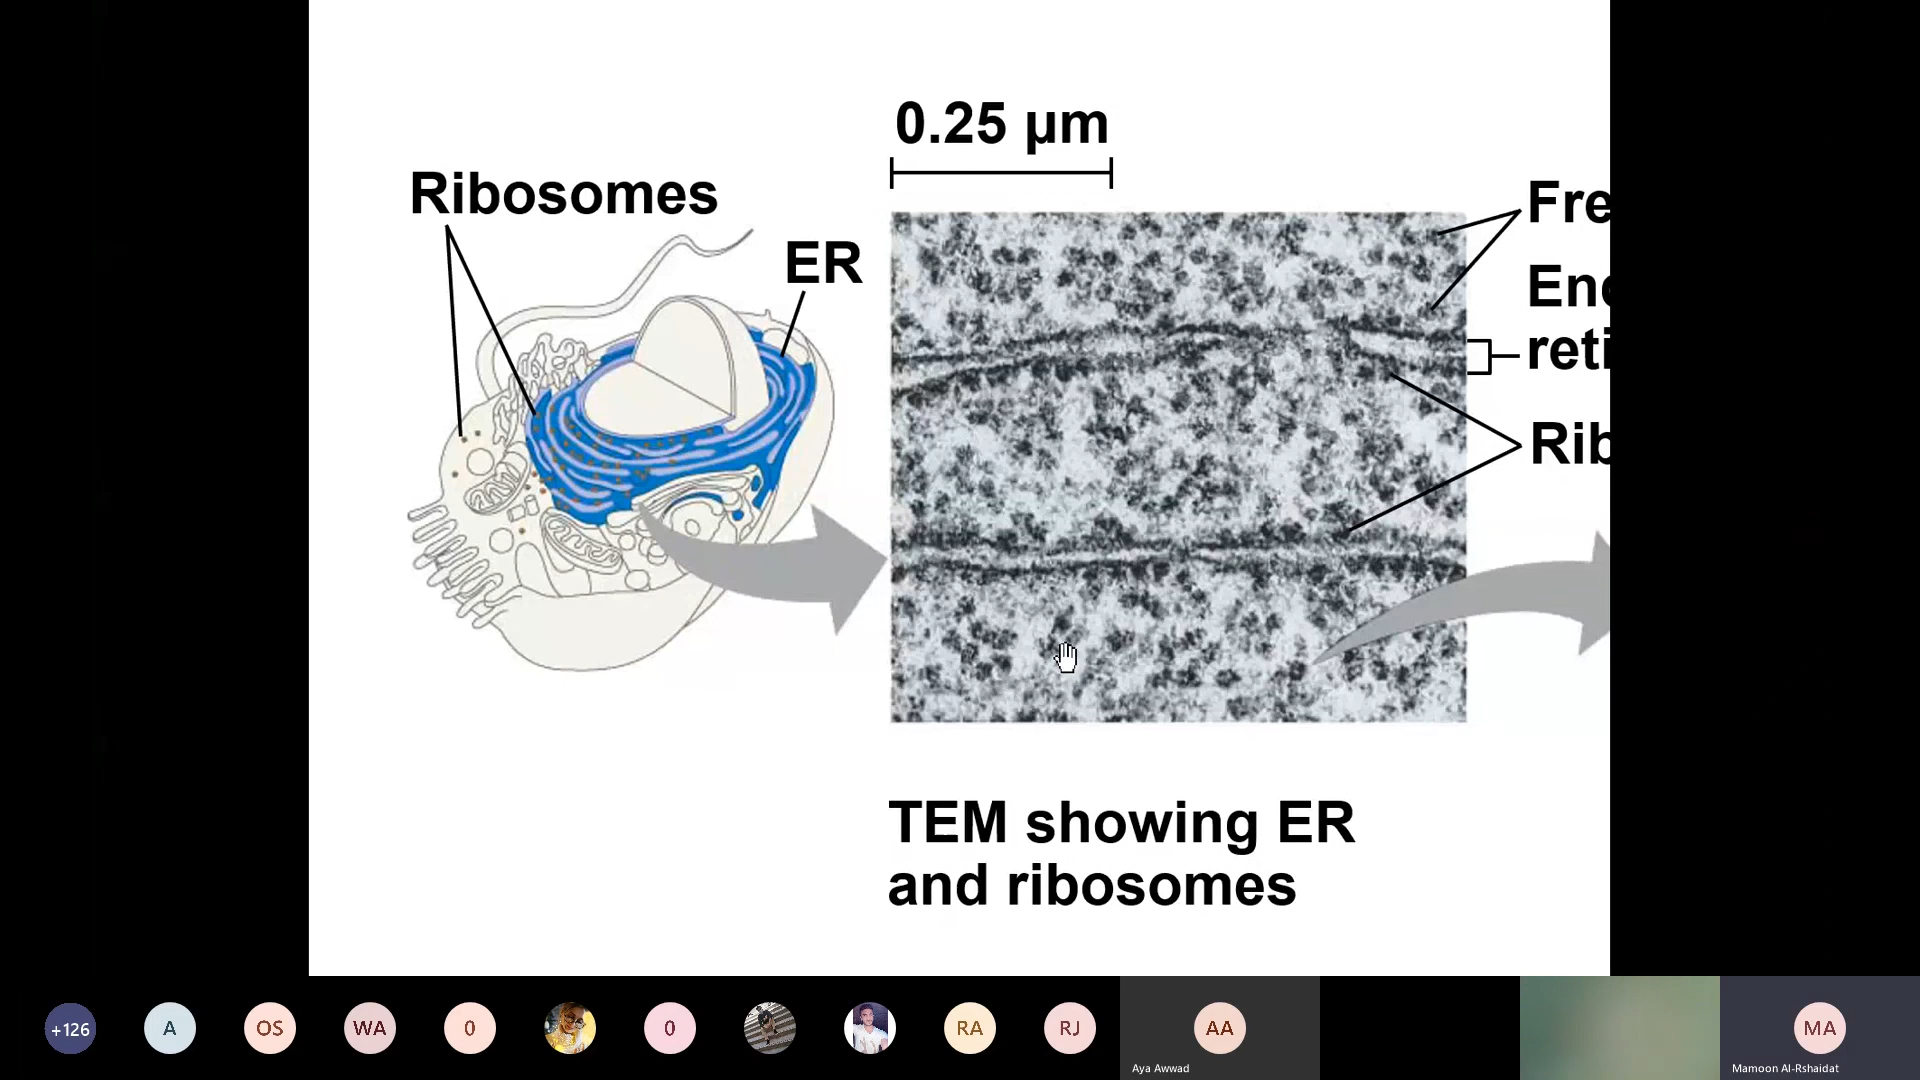 0.25 µm
Ribosomes
ER
Fre
End
reti
Rib
TEM showing ER
and ribosomes
+126
A
OS
WA
0
0
RA
RJ
AA
MA
Aya Awwad
Mamoon Al-Rshaidat